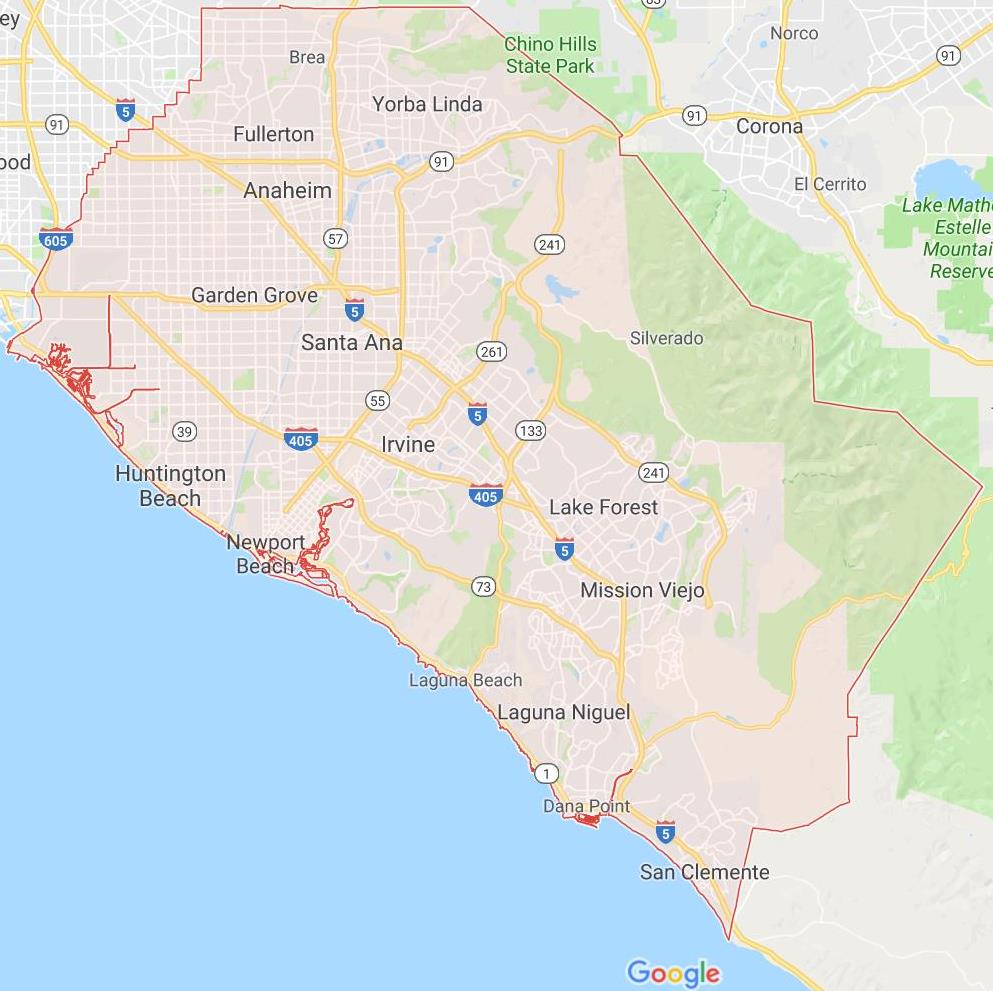 ey
83
Norco
Chino Hills
State Park
Brea
91
Yorba Linda
5
91
91
Corona
Fullerton
ood
91
Anaheim
El Cerrito
Lake Math
Estelle
Mountai
Reserve
605
57
241
Garden Grove
5
Santa Ana
261
Silverado
55
5
39
405
Irvine
133
Huntington
Beach
241
405
Lake Forest
Newport
Beach
5
73
Mission Viejo
Laguna Beach
Laguna Niguel
1
Dana Point
5
San Clemente
Google